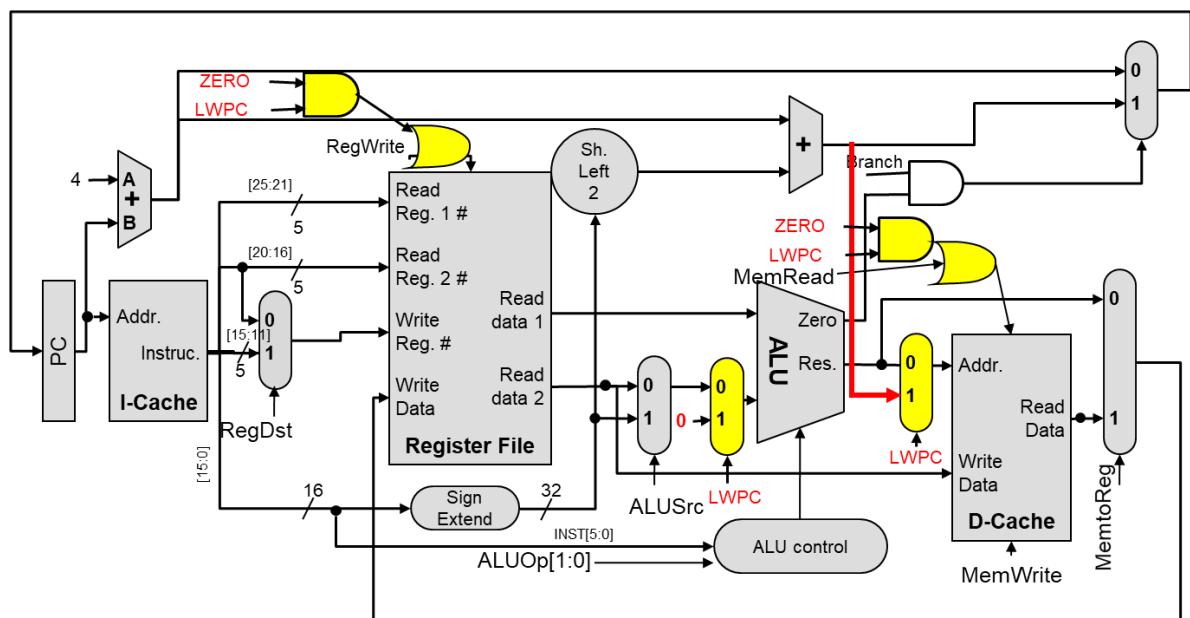 0
1
ZERO
LWPC
RegWrite
Sh.
Left
2
+
Branch
4
A
+
B
[25:21]
5
Read
Reg. 1 #
[20:16]
5
Read
Reg. 2 #
ZERO
LWPC
MemRead
PC
Addr.
Instruc.
I-Cache
[15:11]
5
0
1
RegDst
Write
Reg. #
Write
Data
Read
data 1
Read
data 2
Register File
0
1
ALUSrc
0
0
1
LWPC
ALU
Zero
Res.
0
1
LWPC
Addr.
Read
Data
Write
Data
D-Cache
MemWrite
0
1
MemtoReg
[15:0]
16
Sign
Extend
32
INST[5:0]
ALUOp[1:0]
ALU control